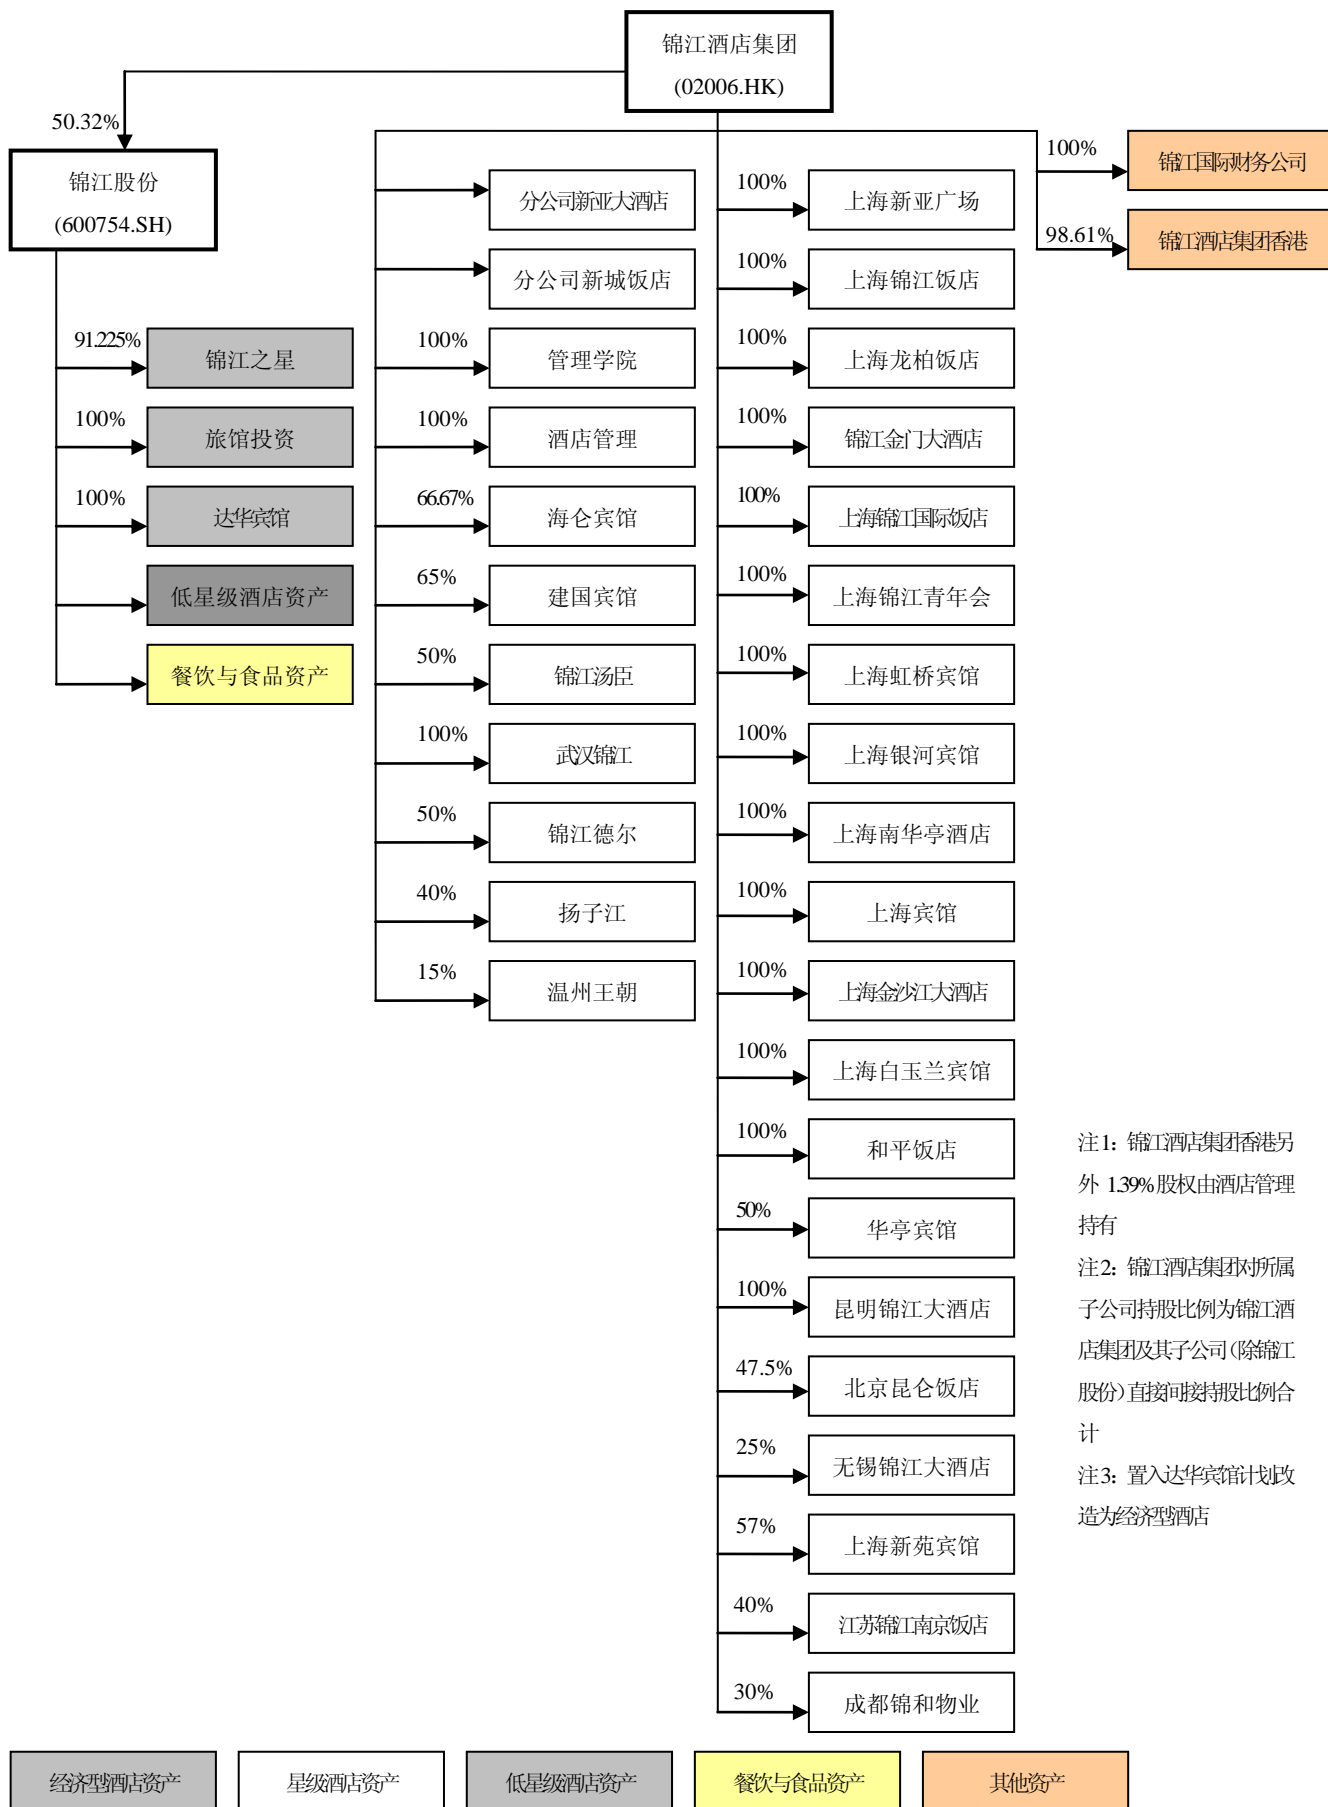 锦江酒店集团
(02006.HK)
50.32%
锦江股份
(600754.SH)
91.225%
锦江之星
100%
旅馆投资
100%
达华宾馆
低星级酒店资产
餐饮与食品资产
分公司新亚大酒店
分公司新城饭店
100%
管理学院
100%
酒店管理
66.67%
海仑宾馆
65%
建国宾馆
50%
锦江汤臣
100%
武汉锦江
50%
锦江德尔
40%
扬子江
15%
温州王朝
100%
上海新亚广场
100%
上海锦江饭店
100%
上海龙柏饭店
100%
锦江金门大酒店
100%
上海锦江国际饭店
100%
上海锦江青年会
100%
上海虹桥宾馆
100%
上海银河宾馆
100%
上海南华亭酒店
100%
上海宾馆
100%
上海金沙江大酒店
100%
上海白玉兰宾馆
100%
和平饭店
50%
华亭宾馆
100%
昆明锦江大酒店
47.5%
北京昆仑饭店
25%
无锡锦江大酒店
57%
上海新苑宾馆
40%
江苏锦江南京饭店
30%
成都锦和物业
100%
锦江国际财务公司
98.61%
锦江酒店集团香港
注1：锦江酒店集团香港另
外 1.39%股权由酒店管理
持有
注2：锦江酒店集团对所属
子公司持股比例为锦江酒
店集团及其子公司（除锦江
股份）直接间接持股比例合
计
注3：置入达华宾馆计划改
造为经济型酒店
经济型酒店资产
星级酒店资产
低星级酒店资产
餐饮与食品资产
其他资产